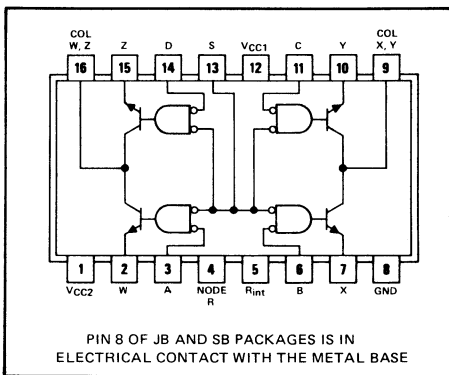 COL COL
W, Z Z D S VCC1 C Y X, Y
16 15 14 13 12 11 10 9
1 2 3 4 5 6 7 8
VCC2 W A NODE Rint B X GND
R
PIN 8 OF JB AND SB PACKAGES IS IN
ELECTRICAL CONTACT WITH THE METAL BASE